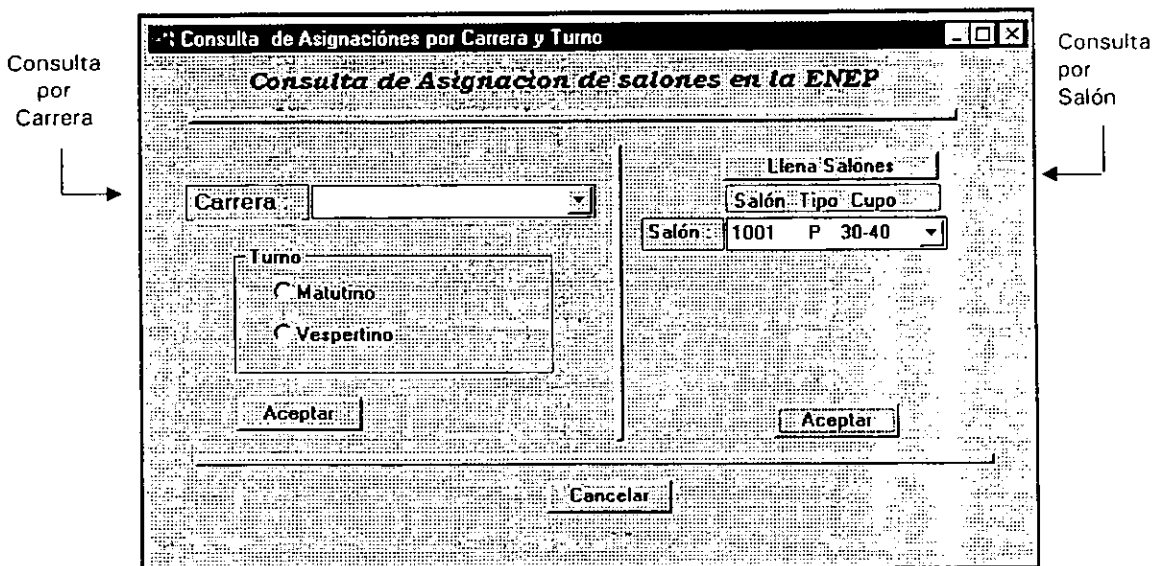 Consulta de Asignaciónes por Carrera y Turno
Consulta de Asignacion de salones en la ENEP
Consulta
por
Carrera
Consulta
por
Salón
Carrera :
Turno
Matutino
Vespertino
Aceptar
Llena Salones
Salón Tipo Cupo
Salón : 1001 P 30-40
Aceptar
Cancelar